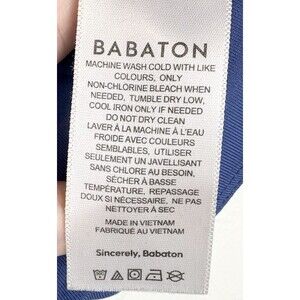 BABATON
MACHINE WASH COLD WITH LIKE
COLOURS, ONLY
NON-CHLORINE BLEACH WHEN
NEEDED, TUMBLE DRY LOW,
COOL IRON ONLY IF NEEDED
DO NOT DRY CLEAN
LAVER À LA MACHINE À L'EAU
FROIDE AVEC COULEURS
SEMBLABLES, UTILISER
SEULEMENT UN JAVELLISANT
SANS CHLORE AU BESOIN,
SÉCHER À BASSE
TEMPÉRATURE, REPASSAGE
DOUX SI NÉCESSAIRE. NE PAS
NETTOYER À SEC
MADE IN VIETNAM
FABRIQUÉ AU VIETNAM
Sincerely, Babaton